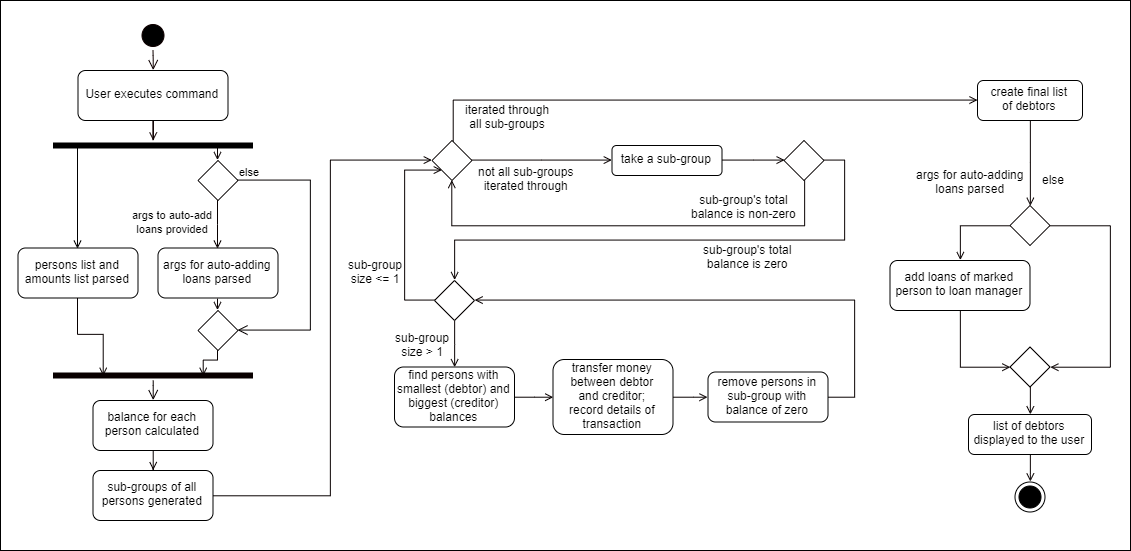 User executes command
else
args to auto-add
loans provided
persons list and
amounts list parsed
args for auto-adding
loans parsed
balance for each
person calculated
sub-groups of all
persons generated
iterated through
all sub-groups
not all sub-groups
iterated through
take a sub-group
sub-group's total
balance is non-zero
sub-group's total
balance is zero
sub-group
size <= 1
sub-group
size > 1
find persons with
smallest (debtor) and
biggest (creditor)
balances
transfer money
between debtor
and creditor;
record details of
transaction
remove persons in
sub-group with
balance of zero
create final list
of debtors
args for auto-adding
loans parsed
else
add loans of marked
person to loan manager
list of debtors
displayed to the user